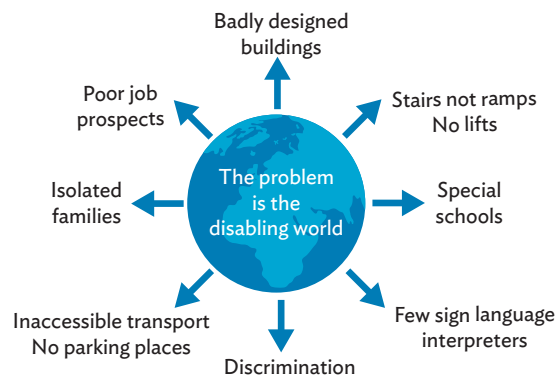 Badly designed
buildings
Poor job
prospects
Stairs not ramps
No lifts
Isolated
families
The problem
is the
disabling world
Special
schools
Inaccessible transport
No parking places
Few sign language
interpreters
Discrimination